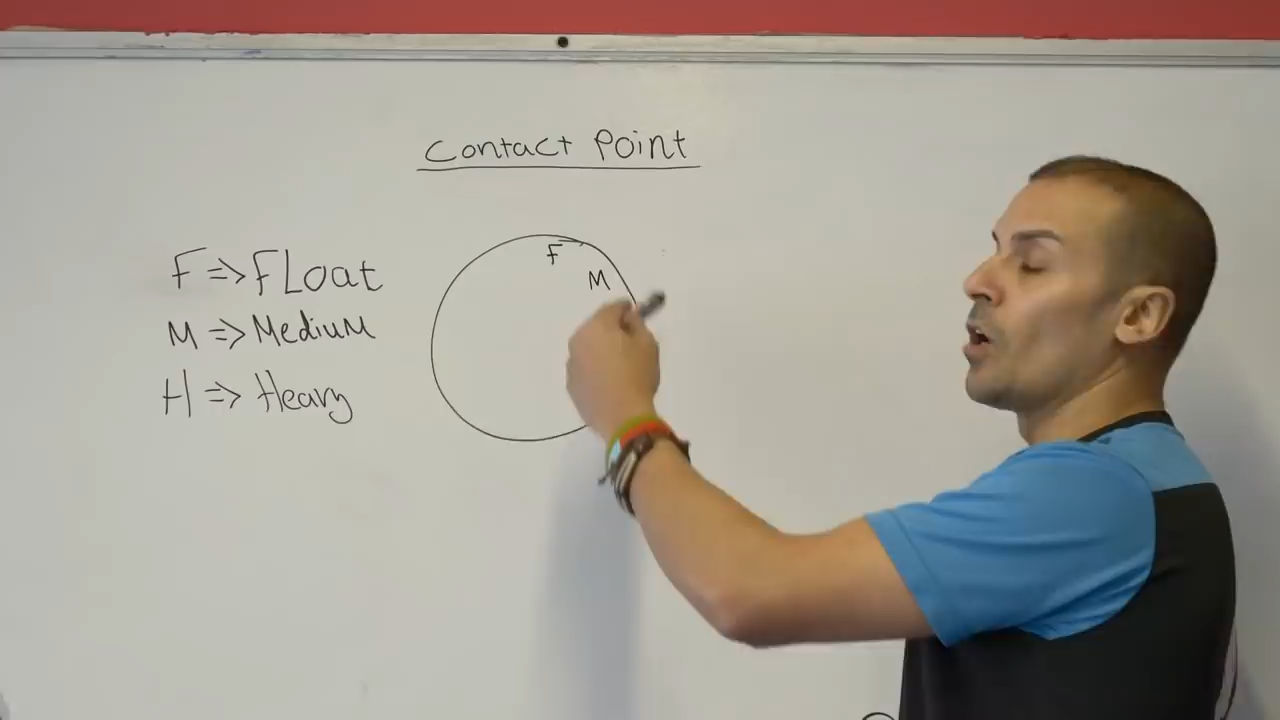 Contact Point
F => FLoat
M => MediuM
H => Heavy
F
M